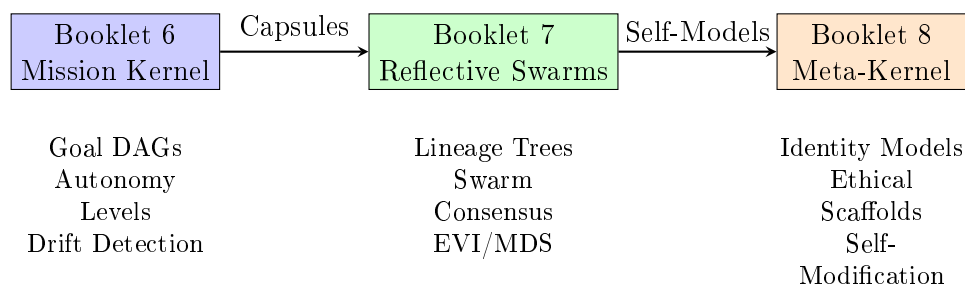 Booklet 6
Mission Kernel
Capsules
Booklet 7
Reflective Swarms
Self-Models
Booklet 8
Meta-Kernel
Goal DAGs
Autonomy
Levels
Drift Detection
Lineage Trees
Swarm
Consensus
EVI/MDS
Identity Models
Ethical
Scaffolds
Self-
Modification